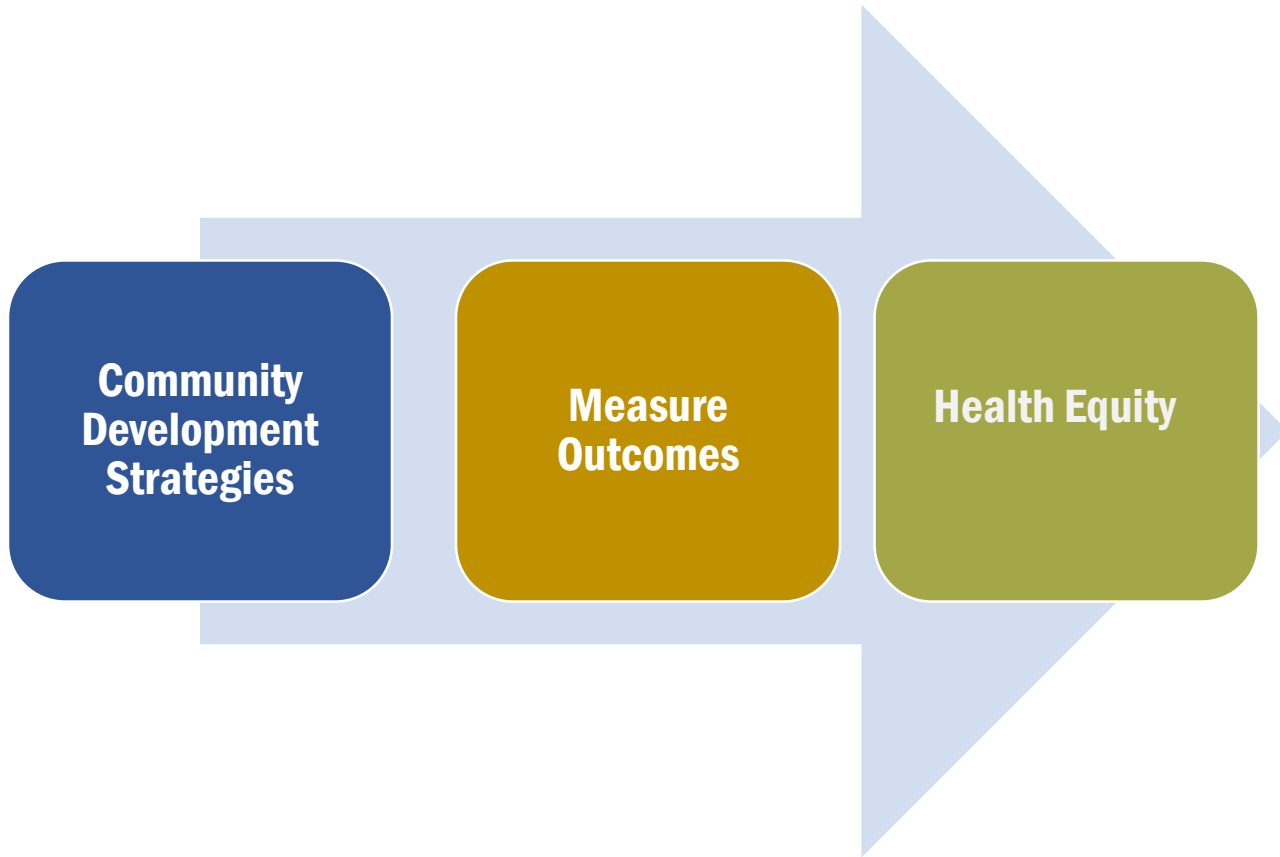 Community
Development
Strategies
Measure
Outcomes
Health Equity